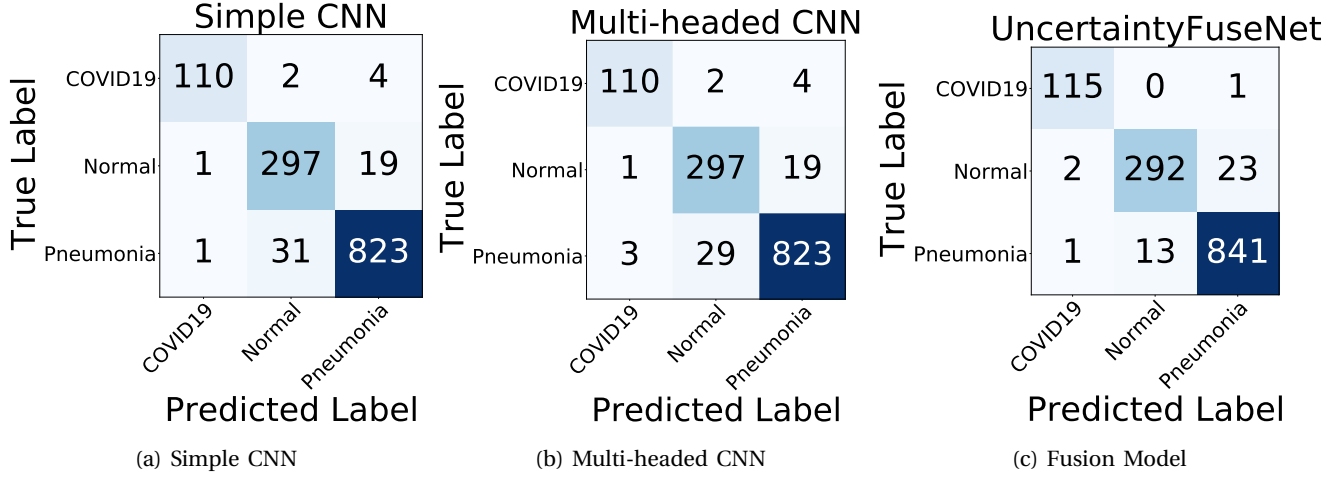 Simple CNN
True Label
COVID19 110 2 4
Normal 1 297 19
Pneumonia 1 31 823
COVID19 Normal Pneumonia
Predicted Label
(a) Simple CNN
Multi-headed CNN
True Label
COVID19 110 2 4
Normal 1 297 19
Pneumonia 3 29 823
COVID19 Normal Pneumonia
Predicted Label
(b) Multi-headed CNN
UncertaintyFuseNet
True Label
COVID19 115 0 1
Normal 2 292 23
Pneumonia 1 13 841
COVID19 Normal Pneumonia
Predicted Label
(c) Fusion Model